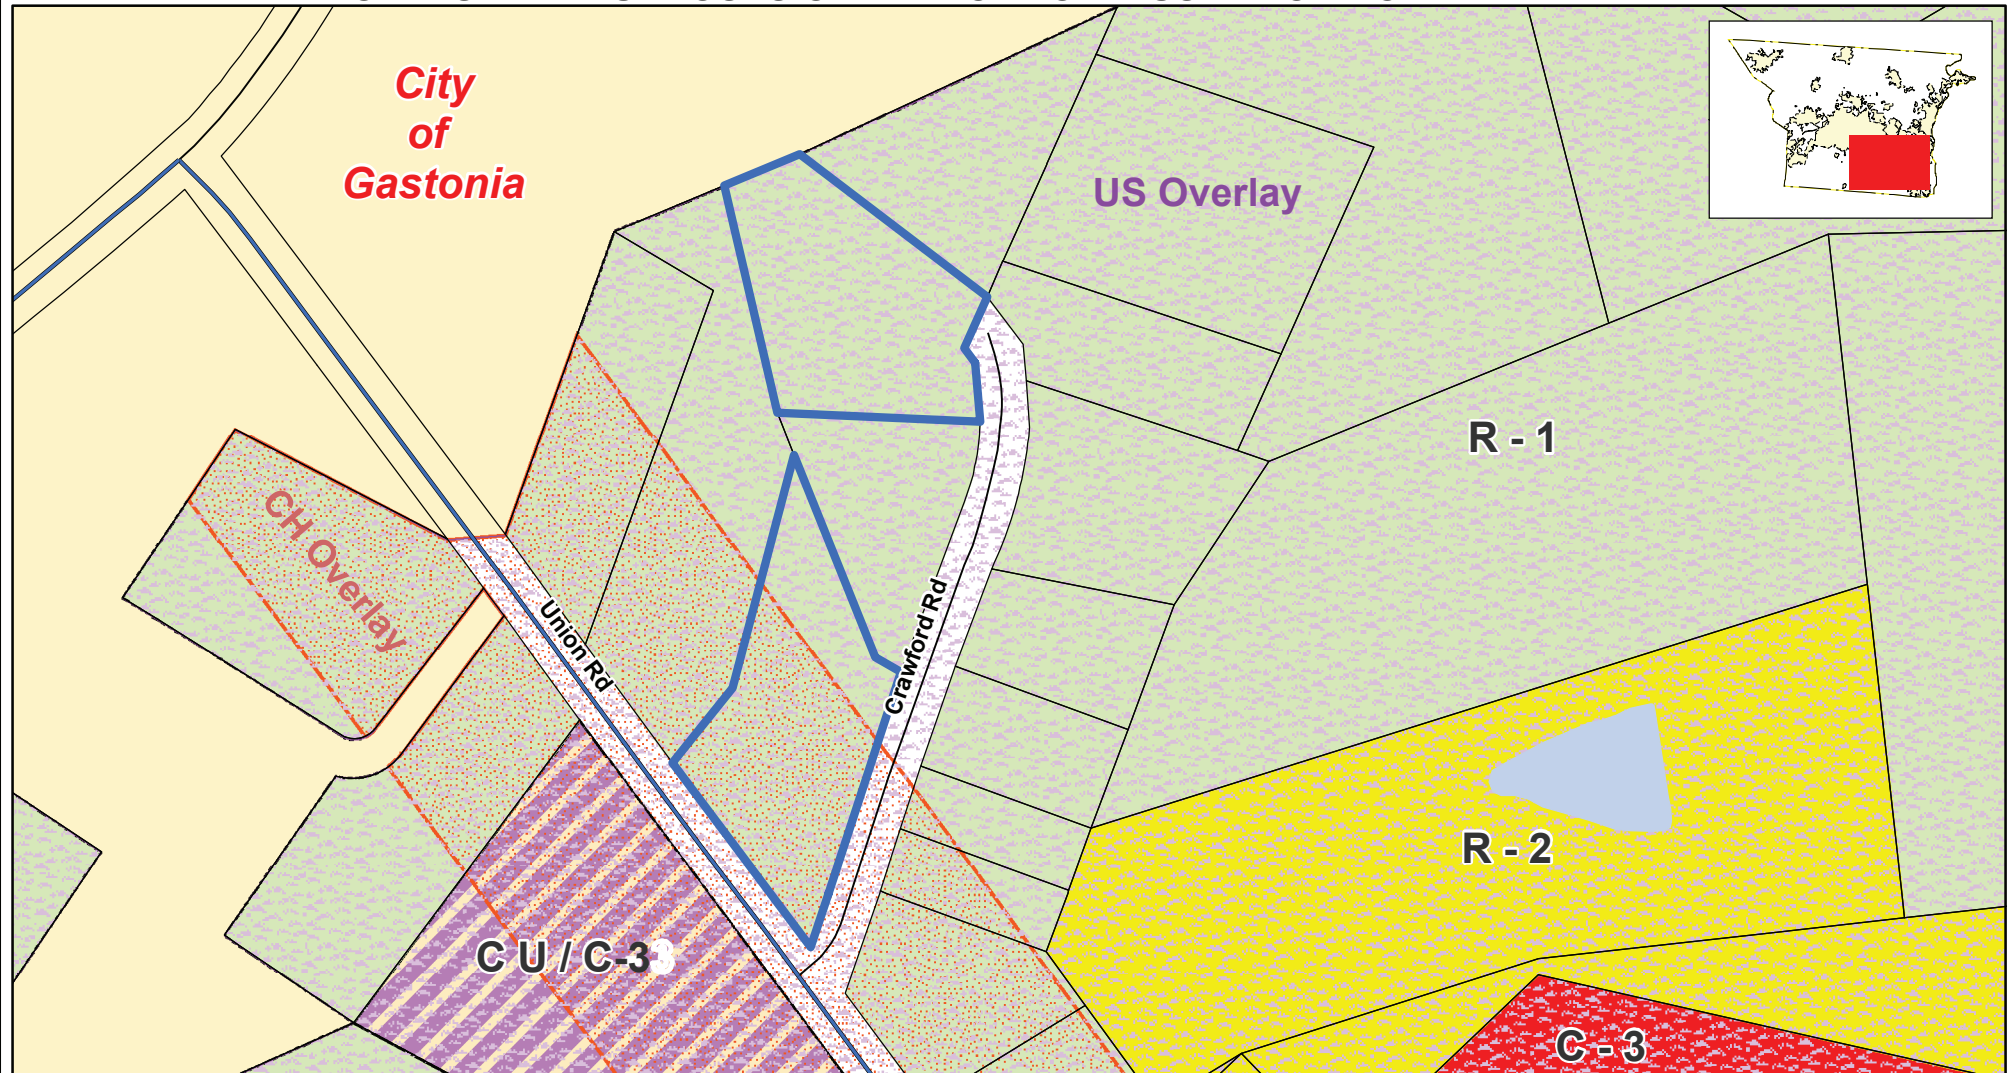 City
of
Gastonia
US Overlay
R - 1
CH Overlay
Union Rd
Crawford Rd
R - 2
C U / C-3
C - 3